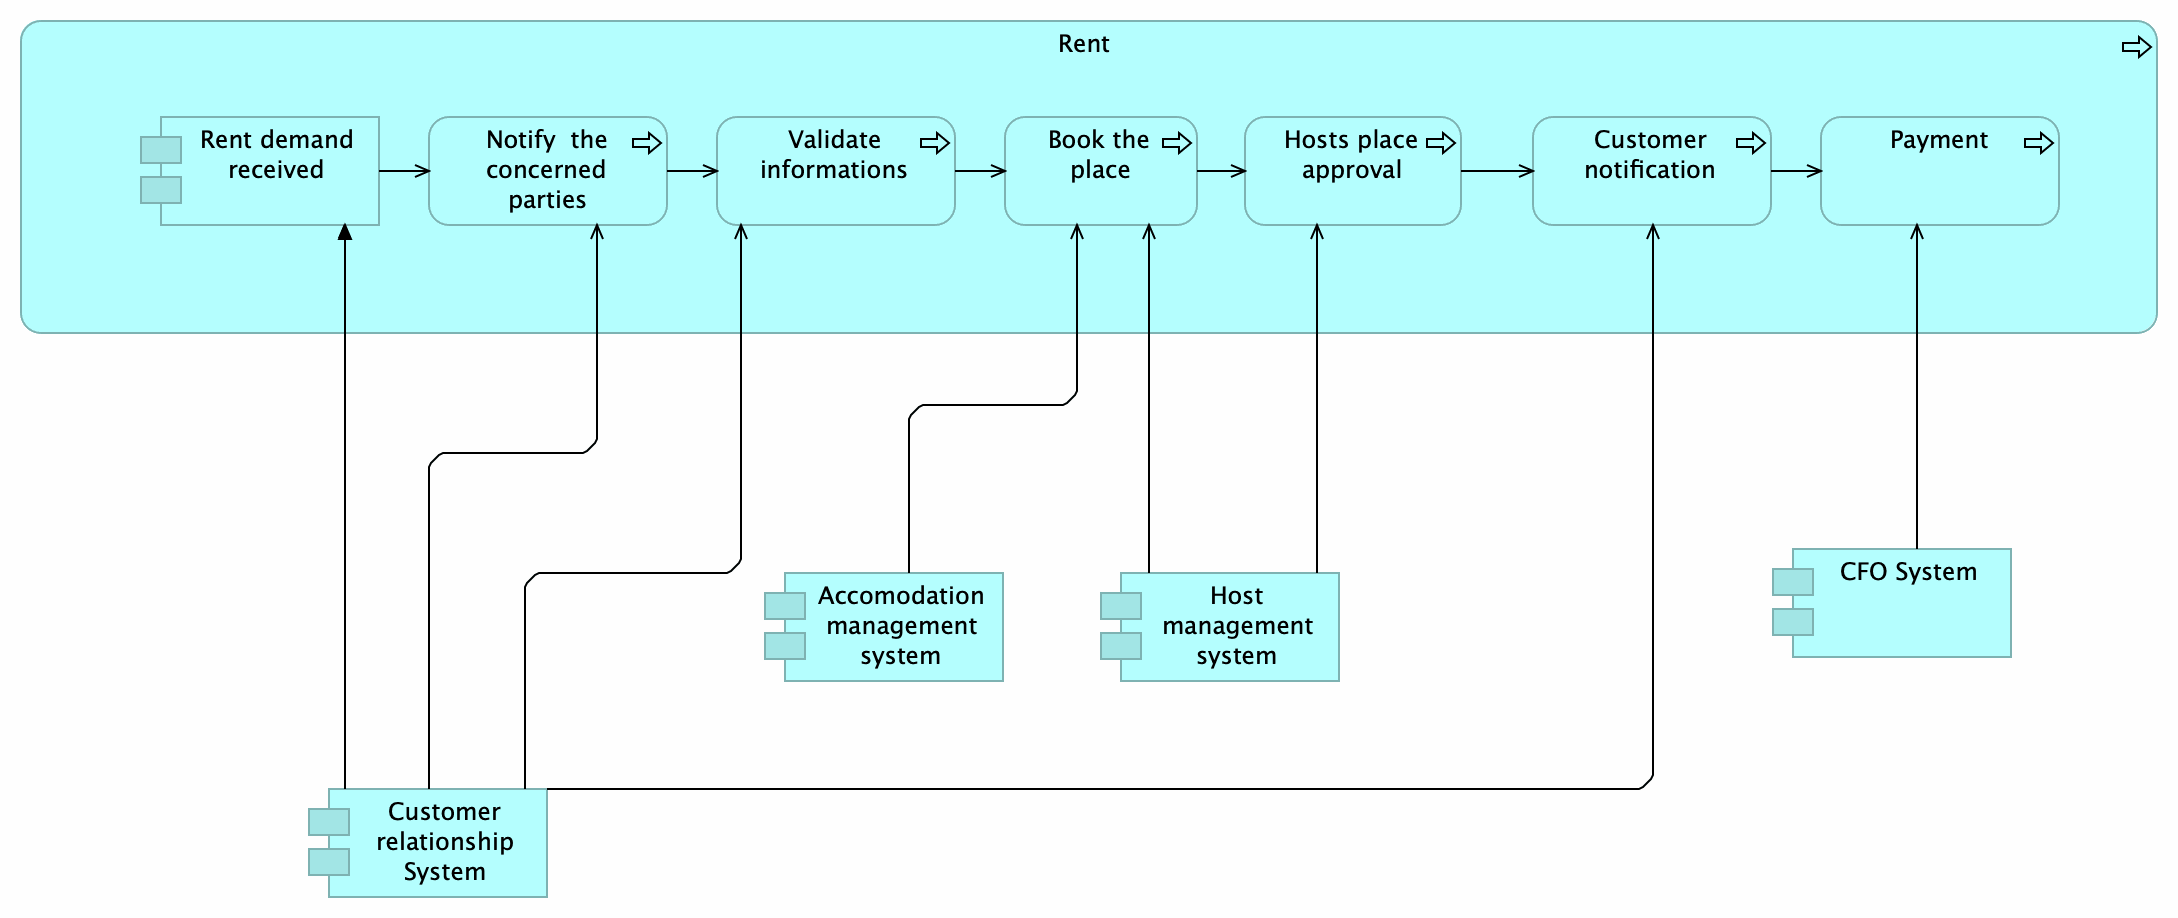 Rent
Rent demand
received
Notify  the
concerned
parties
Validate
informations
Book the
place
Hosts place
approval
Customer
notification
Payment
Accomodation
management
system
Host
management
system
CFO System
Customer
relationship
System